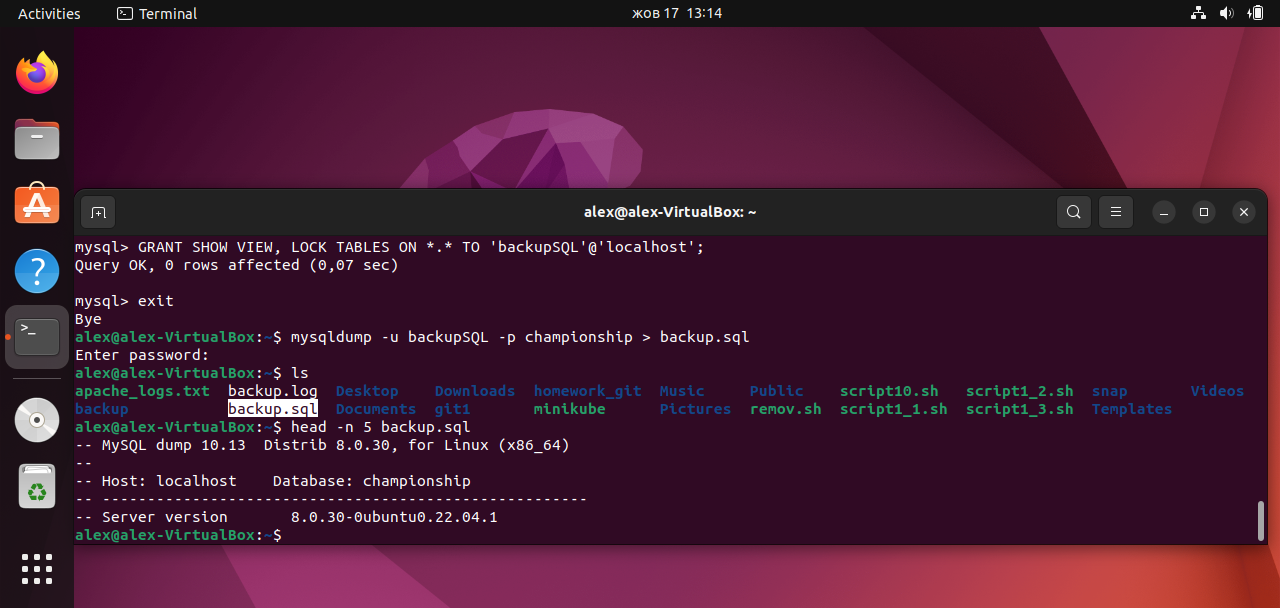 Activities Terminal жов 17 13:14
alex@alex-VirtualBox: ~
mysql> GRANT SHOW VIEW, LOCK TABLES ON *.* TO 'backupSQL'@'localhost';
Query OK, 0 rows affected (0,07 sec)
mysql> exit
Bye
alex@alex-VirtualBox:~$ mysqldump -u backupSQL -p championship > backup.sql
Enter password:
alex@alex-VirtualBox:~$ ls
apache_logs.txt backup.log Desktop Downloads homework_git Music Public script10.sh script1_2.sh snap Videos
backup backup.sql Documents git1 minikube Pictures remov.sh script1_1.sh script1_3.sh Templates
alex@alex-VirtualBox:~$ head -n 5 backup.sql
-- MySQL dump 10.13  Distrib 8.0.30, for Linux (x86_64)
--
-- Host: localhost    Database: championship
-- ------------------------------------------------------
-- Server version       8.0.30-0ubuntu0.22.04.1
alex@alex-VirtualBox:~$